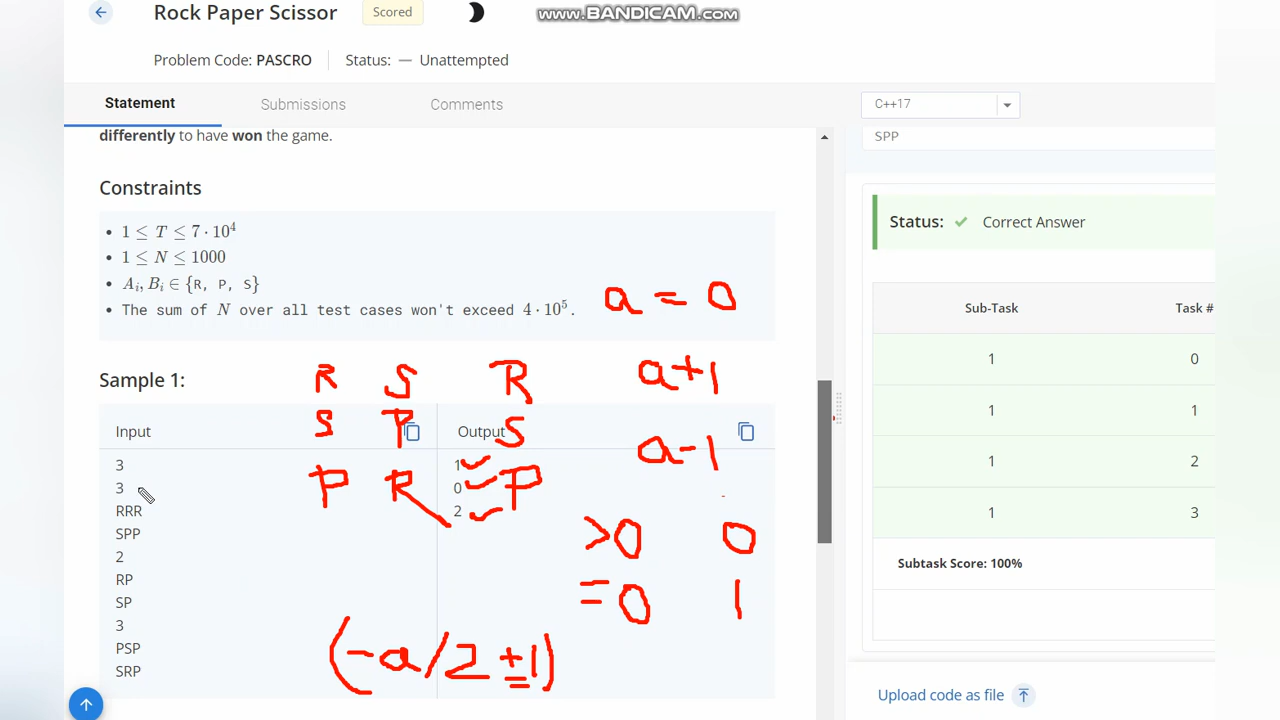 Rock Paper Scissor
Scored
www.BANDICAM.com
Problem Code: PASCRO
Status: — Unattempted
Statement
Submissions
Comments
C++17
differently to have won the game.
SPP
Constraints
• 1 ≤ T ≤ 7 · 10⁴
• 1 ≤ N ≤ 1000
• Aᵢ, Bᵢ ∈ {R, P, S}
• The sum of N over all test cases won't exceed 4 · 10⁵.
a = 0
Status: ✓ Correct Answer
Sub-Task
Task #
1 0
1 1
1 2
1 3
Subtask Score: 100%
Sample 1:
R S R
a+1
S P S
a-1
P R P
Input
Output
3
3
RRR
SPP
2
RP
SP
3
PSP
SRP
1
0
2
>0 0
=0 1
(-a/2 +1)
Upload code as file